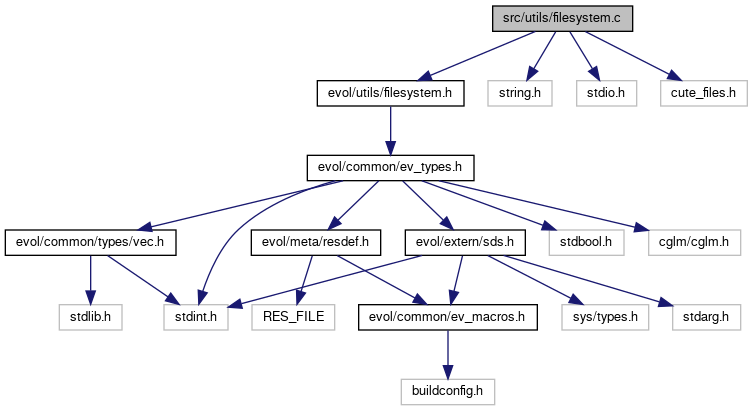 src/utils/filesystem.c
evol/utils/filesystem.h
string.h
stdio.h
cute_files.h
evol/common/ev_types.h
evol/common/types/vec.h
evol/meta/resdef.h
evol/extern/sds.h
stdbool.h
cglm/cglm.h
stdlib.h
stdint.h
RES_FILE
evol/common/ev_macros.h
sys/types.h
stdarg.h
buildconfig.h